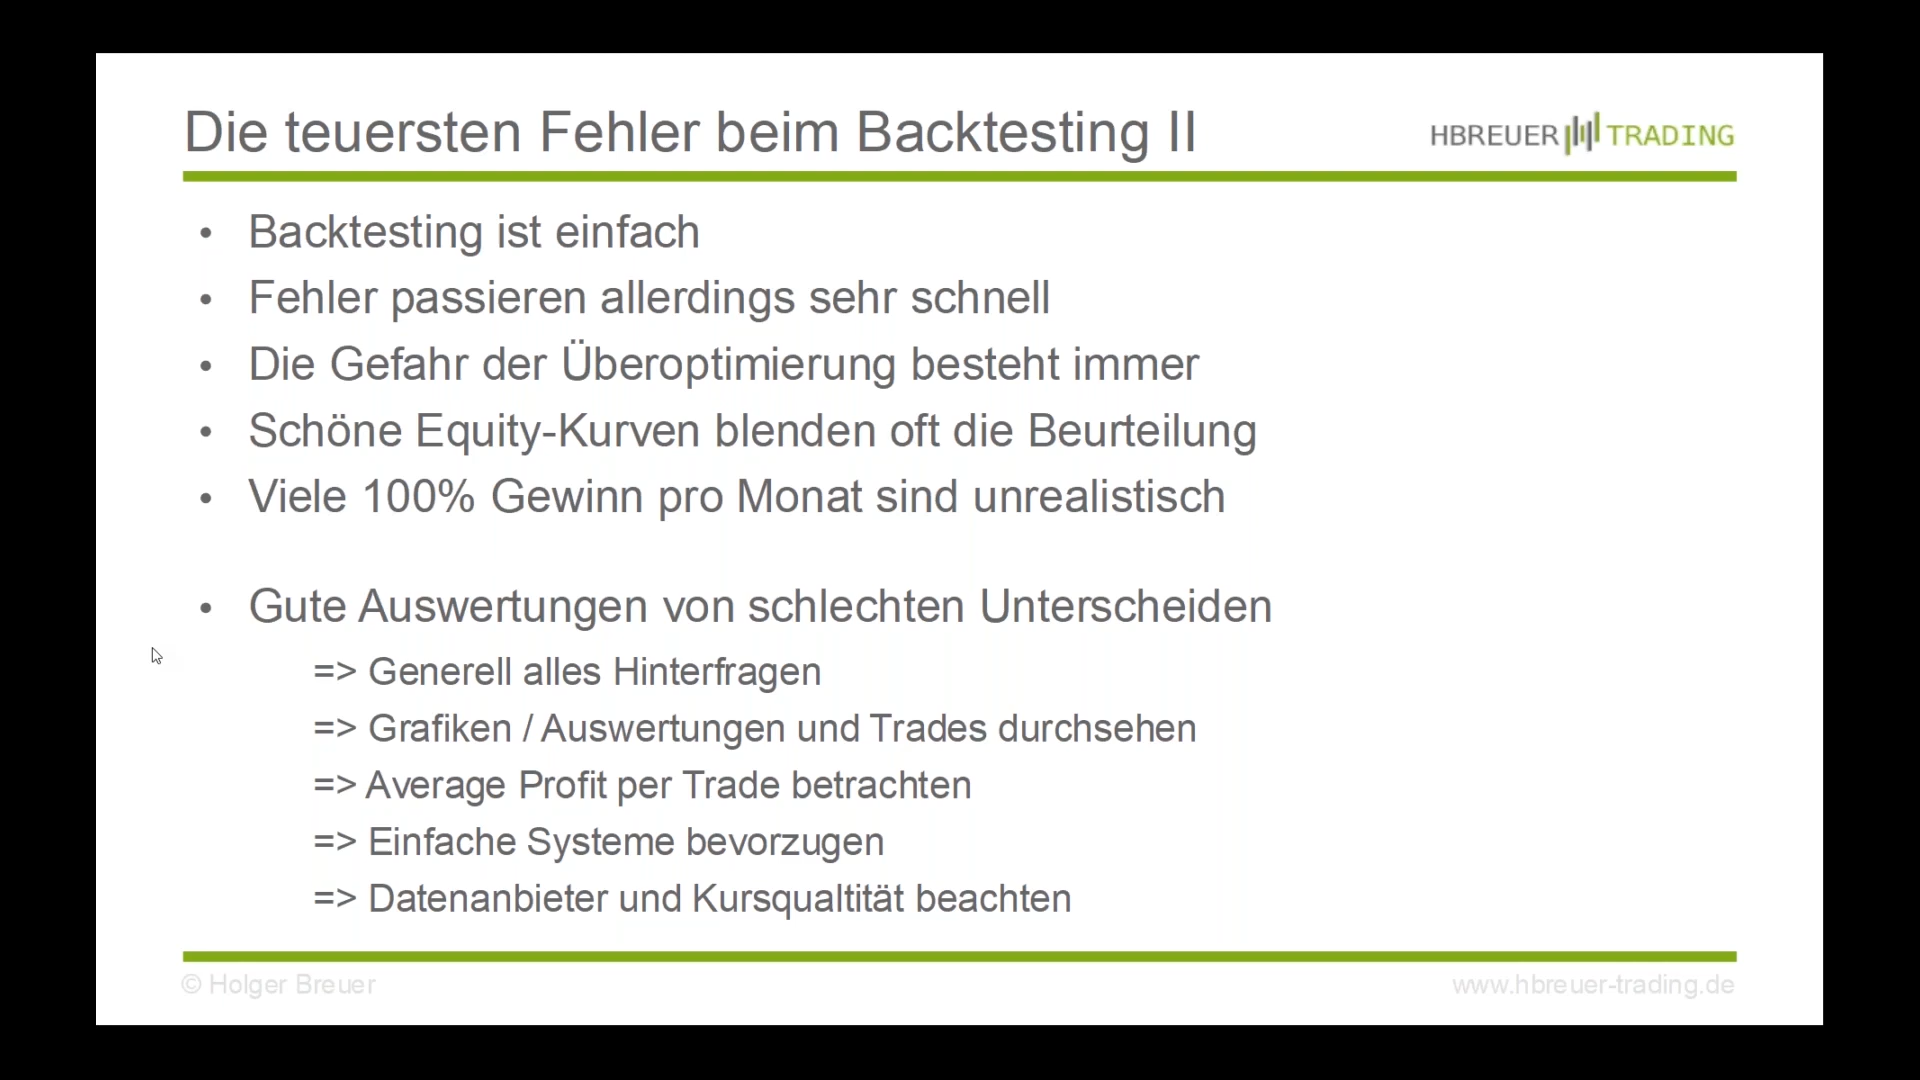 Die teuersten Fehler beim Backtesting II
HBREUER TRADING
• Backtesting ist einfach
• Fehler passieren allerdings sehr schnell
• Die Gefahr der Überoptimierung besteht immer
• Schöne Equity-Kurven blenden oft die Beurteilung
• Viele 100% Gewinn pro Monat sind unrealistisch
• Gute Auswertungen von schlechten Unterscheiden
=> Generell alles Hinterfragen
=> Grafiken / Auswertungen und Trades durchsehen
=> Average Profit per Trade betrachten
=> Einfache Systeme bevorzugen
=> Datenanbieter und Kursqualtität beachten
© Holger Breuer
www.hbreuer-trading.de